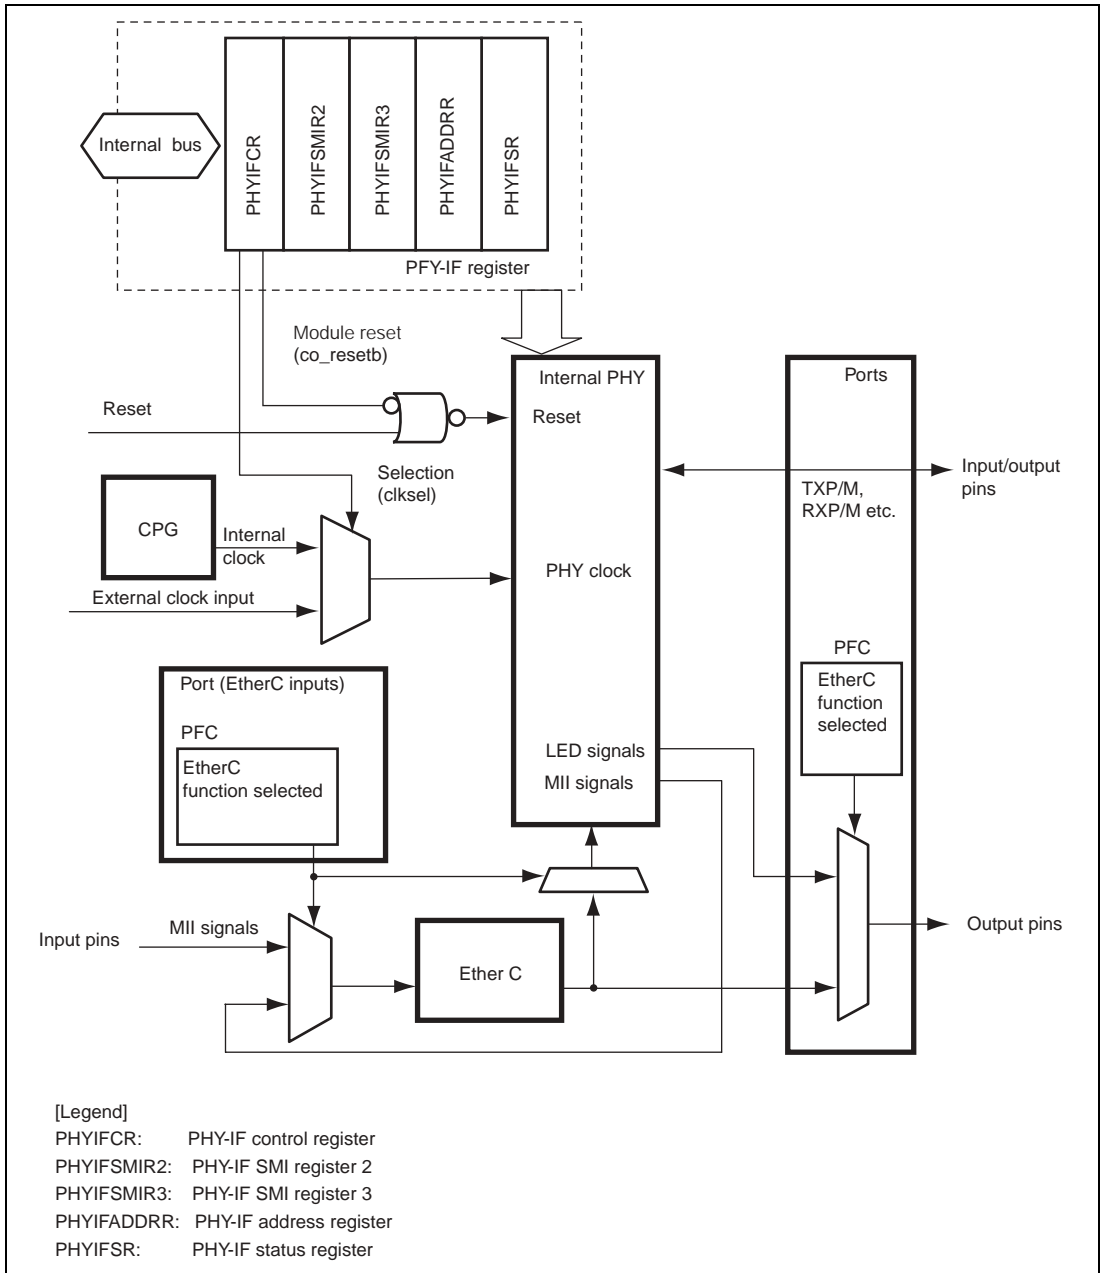 Internal bus
PHYIFCR
PHYIFSMIR2
PHYIFSMIR3
PHYIFADDRR
PHYIFSR
PFY-IF register
Module reset
(co_resetb)
Internal PHY
Ports
Reset
Reset
Selection
(clksel)
Input/output
pins
TXP/M,
RXP/M etc.
CPG
Internal
clock
PHY clock
External clock input
PFC
EtherC
function
selected
Port (EtherC inputs)
PFC
EtherC
function selected
LED signals
MII signals
Input pins
MII signals
Ether C
Output pins
[Legend]
PHYIFCR: PHY-IF control register
PHYIFSMIR2: PHY-IF SMI register 2
PHYIFSMIR3: PHY-IF SMI register 3
PHYIFADDRR: PHY-IF address register
PHYIFSR: PHY-IF status register